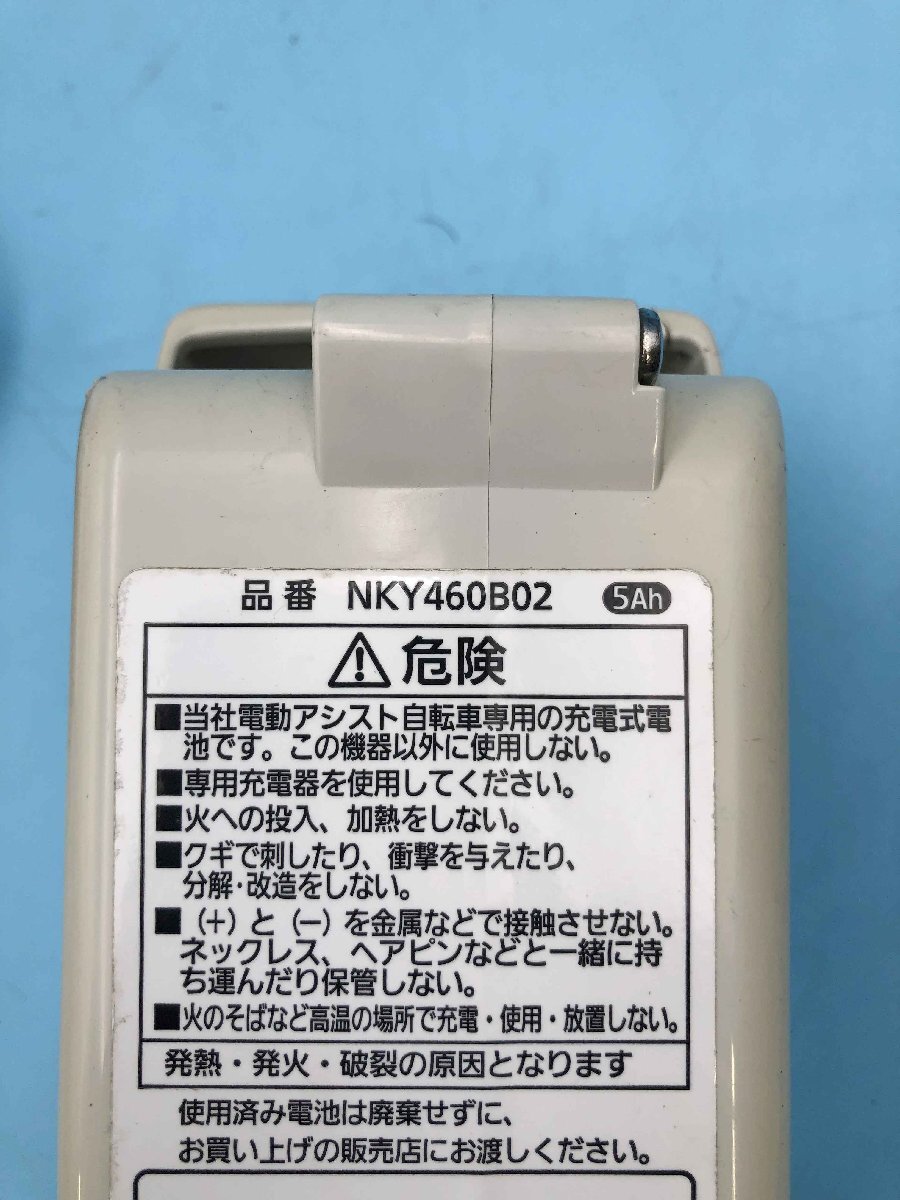 品番 NKY460B02 5Ah
⚠危険
■当社電動アシスト自転車専用の充電式電
池です。この機器以外に使用しない。
■専用充電器を使用してください。
■火への投入、加熱をしない。
■クギで刺したり、衝撃を与えたり、
分解・改造をしない。
■(+)と(−)を金属などで接触させない。
ネックレス、ヘアピンなどと一緒に持
ち運んだり保管しない。
■火のそばなど高温の場所で充電・使用・放置しない。
発熱・発火・破裂の原因となります
使用済み電池は廃棄せずに、
お買い上げの販売店にお渡しください。